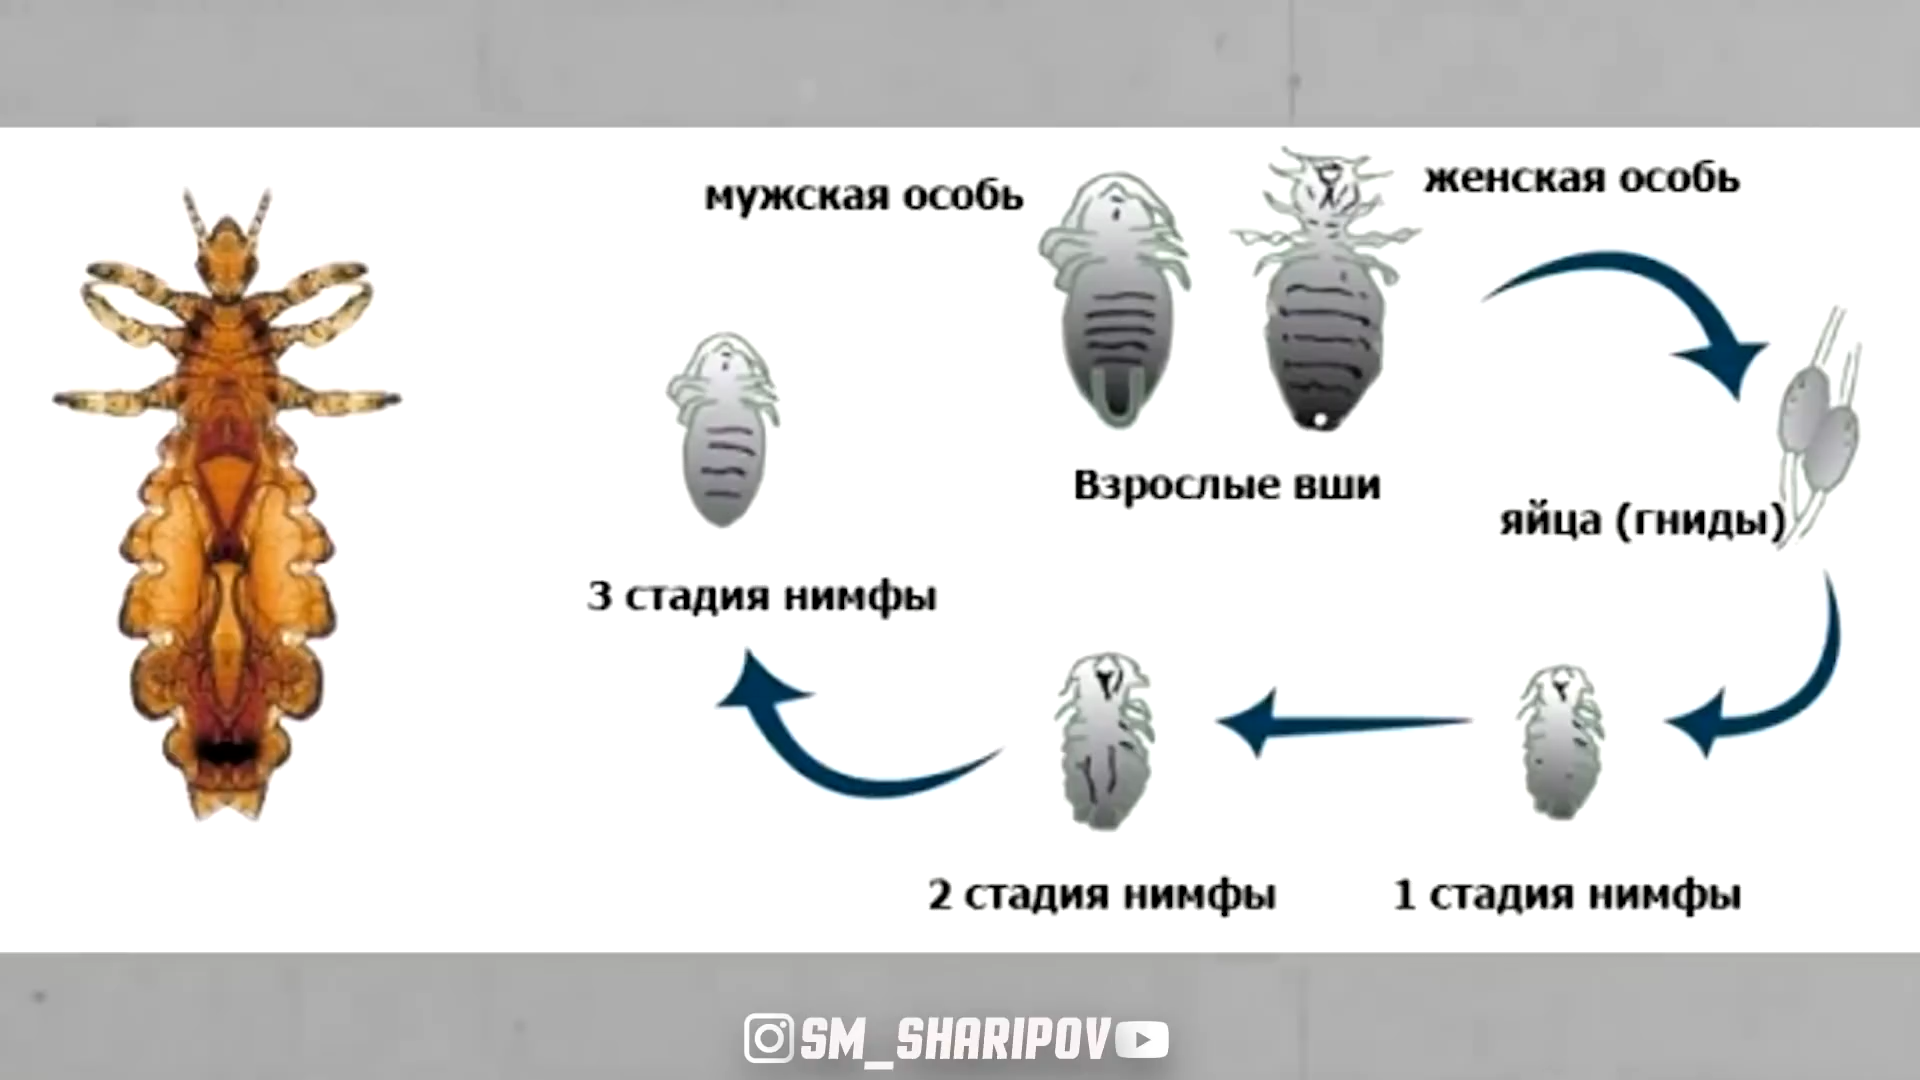 мужская особь
женская особь
Взрослые вши
яйца (гниды)
3 стадия нимфы
2 стадия нимфы
1 стадия нимфы
SM_SHARIPOV